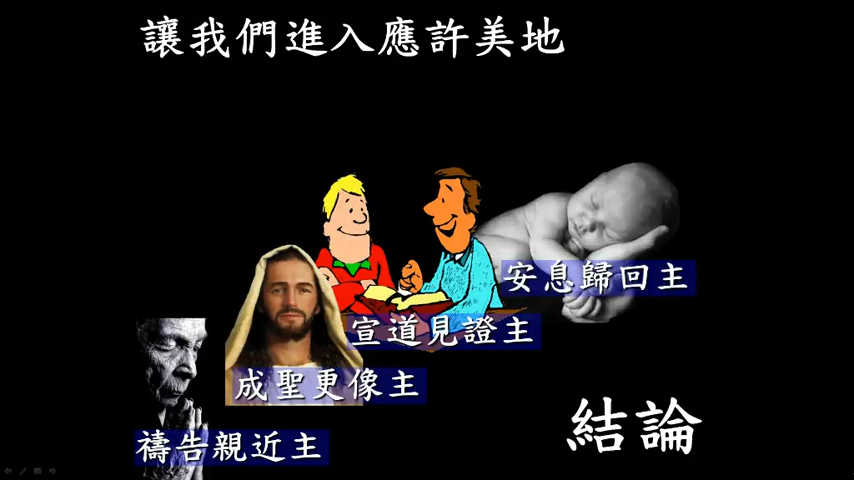 讓我們進入應許美地
安息歸回主
宣道見證主
成聖更像主
禱告親近主
結論